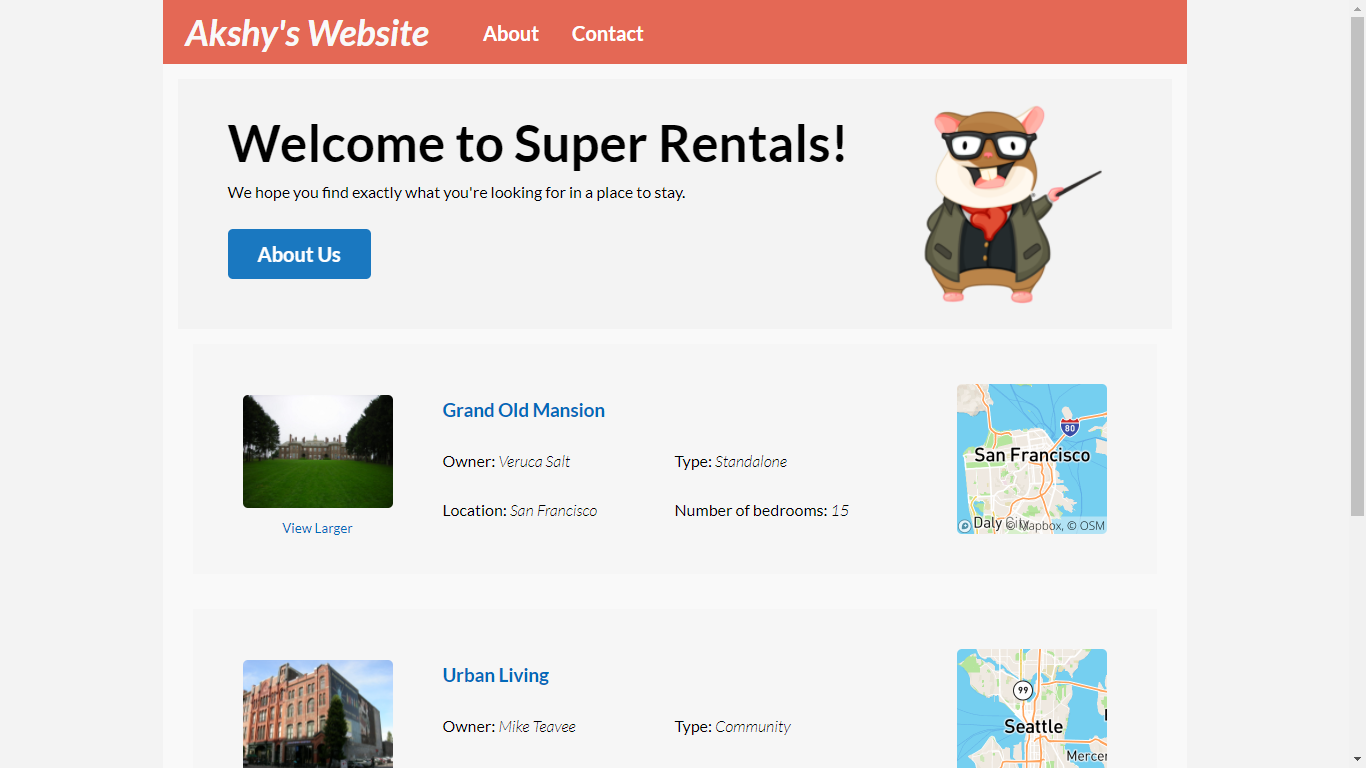 Akshy's Website About Contact
Welcome to Super Rentals!
We hope you find exactly what you're looking for in a place to stay.
About Us
Grand Old Mansion
Owner: Veruca Salt Type: Standalone
Location: San Francisco Number of bedrooms: 15
View Larger
80
San Francisco
Daly City
© Mapbox, © OSM
Urban Living
Owner: Mike Teavee Type: Community
99
Seattle
Mercer